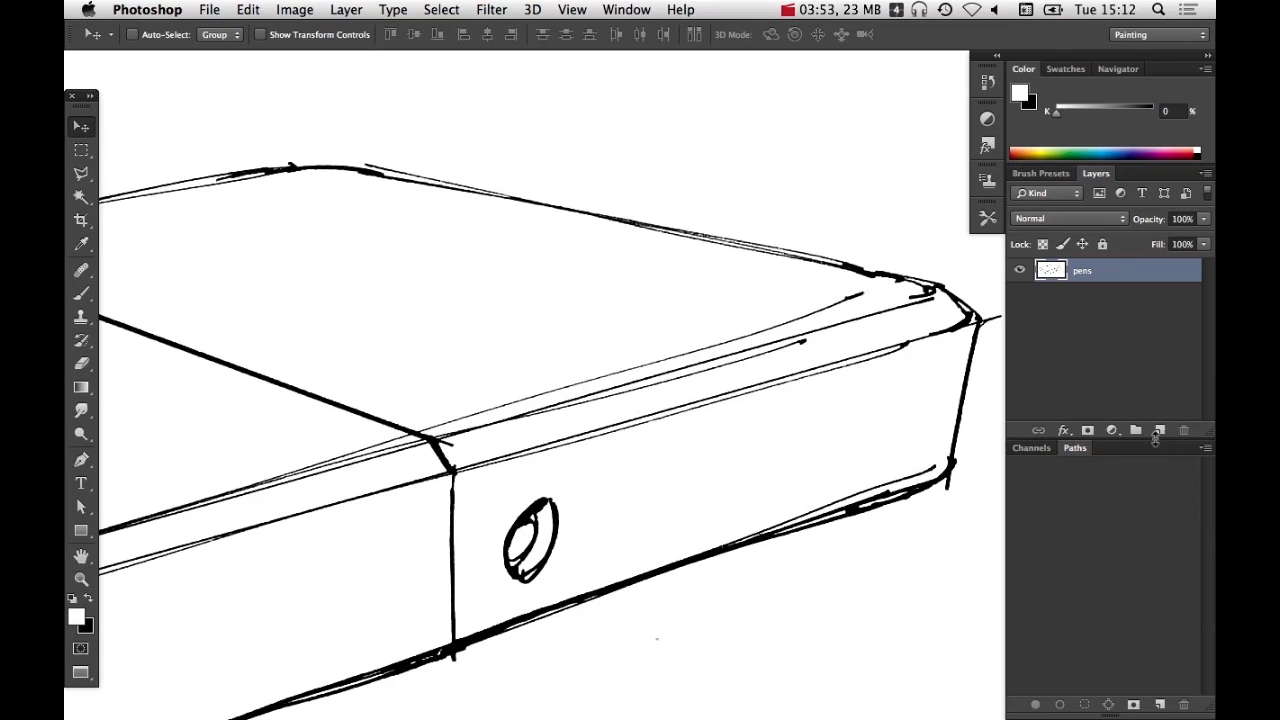 Photoshop File Edit Image Layer Type Select Filter 3D View Window Help 03:53, 23 MB 4 Tue 15:12
Auto-Select: Group Show Transform Controls 3D Mode: Painting
Color Swatches Navigator
K 0 %
Brush Presets Layers
Kind T
Normal Opacity: 100%
Lock: Fill: 100%
pens
fx
Channels Paths
T